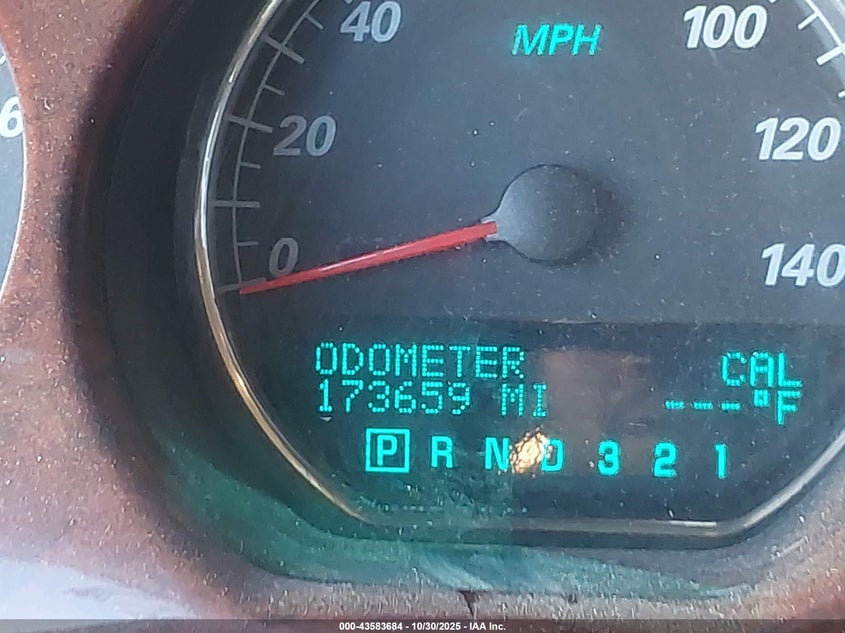 6
40
MPH
100
20
120
0
140
ODOMETER
173659 MI
CAL
--- --- ---°F
P R N D 3 2 1
000-43583684 - 10/30/2025 - IAA Inc.